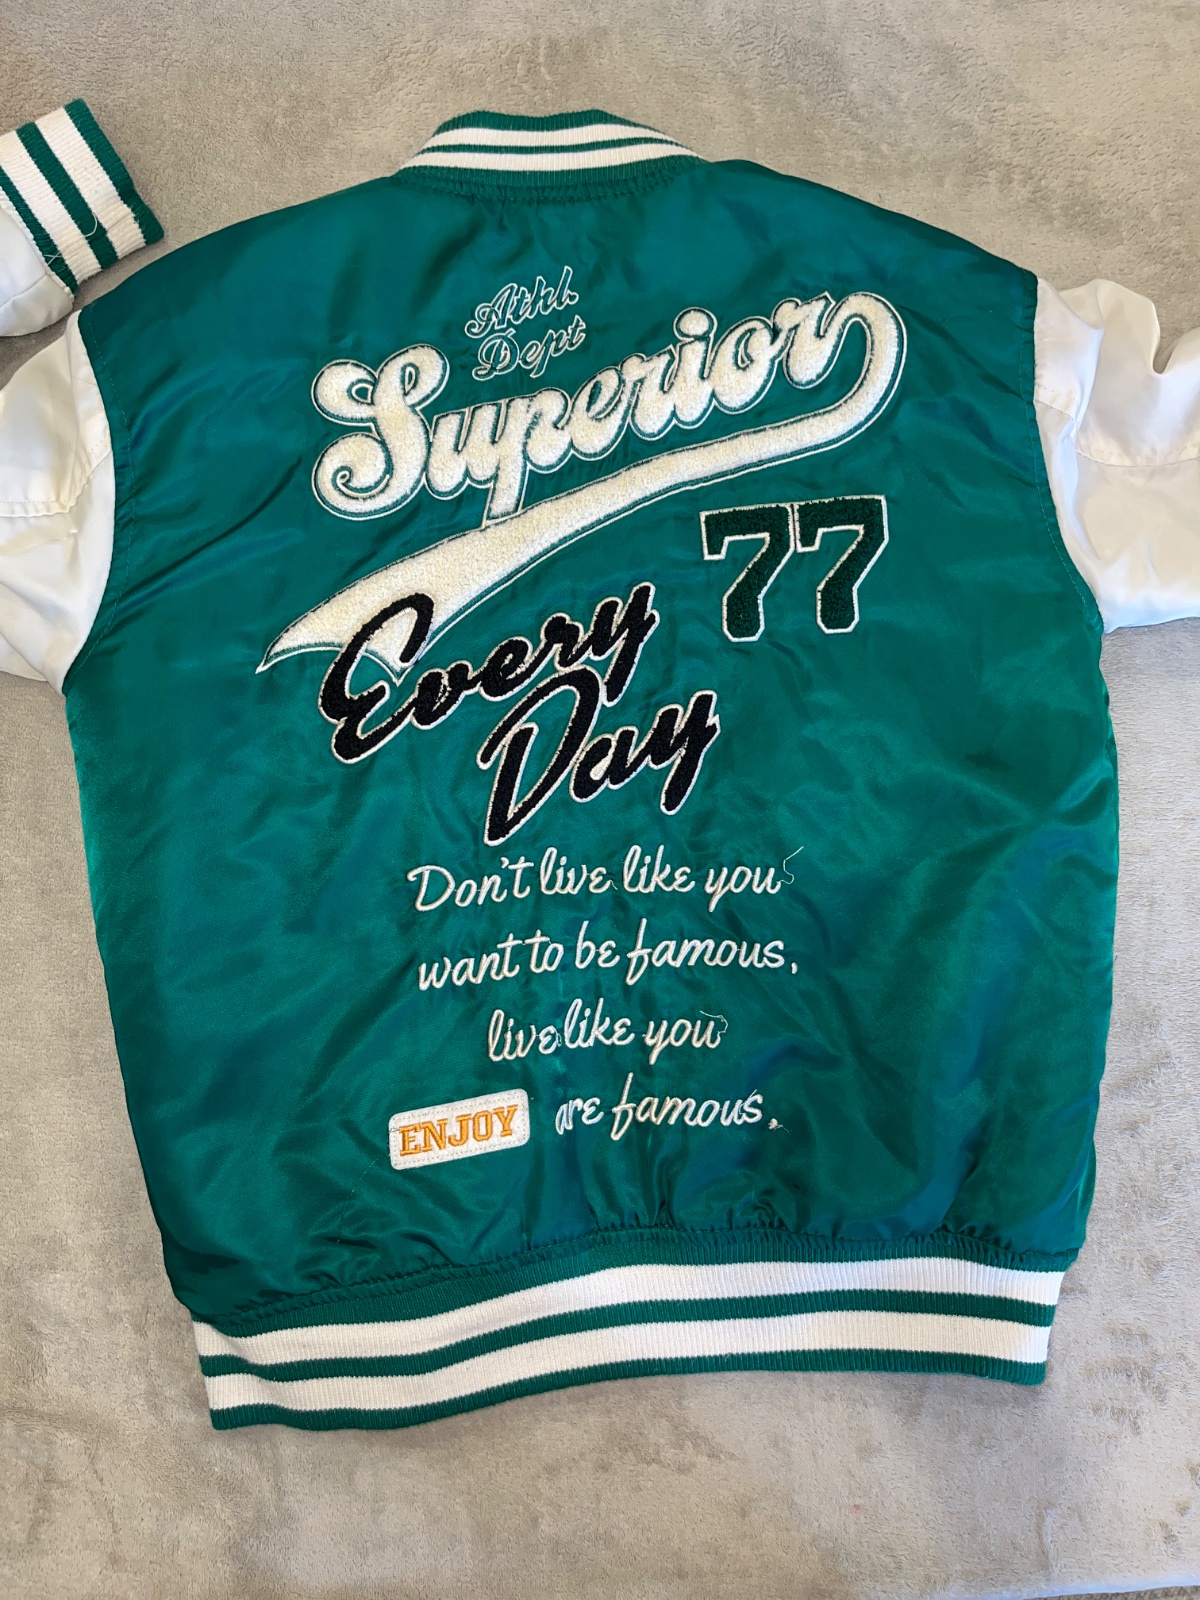 Athl.
Dept
Superior
77
Every
Day
Don't live like you
want to be famous,
live like you
are famous.
ENJOY